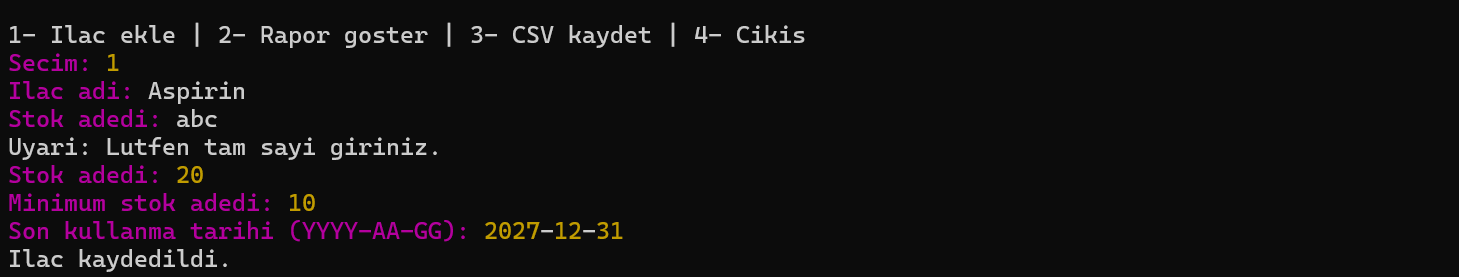 1- Ilac ekle | 2- Rapor goster | 3- CSV kaydet | 4- Cikis
Secim: 1
Ilac adi: Aspirin
Stok adedi: abc
Uyari: Lutfen tam sayi giriniz.
Stok adedi: 20
Minimum stok adedi: 10
Son kullanma tarihi (YYYY-AA-GG): 2027-12-31
Ilac kaydedildi.